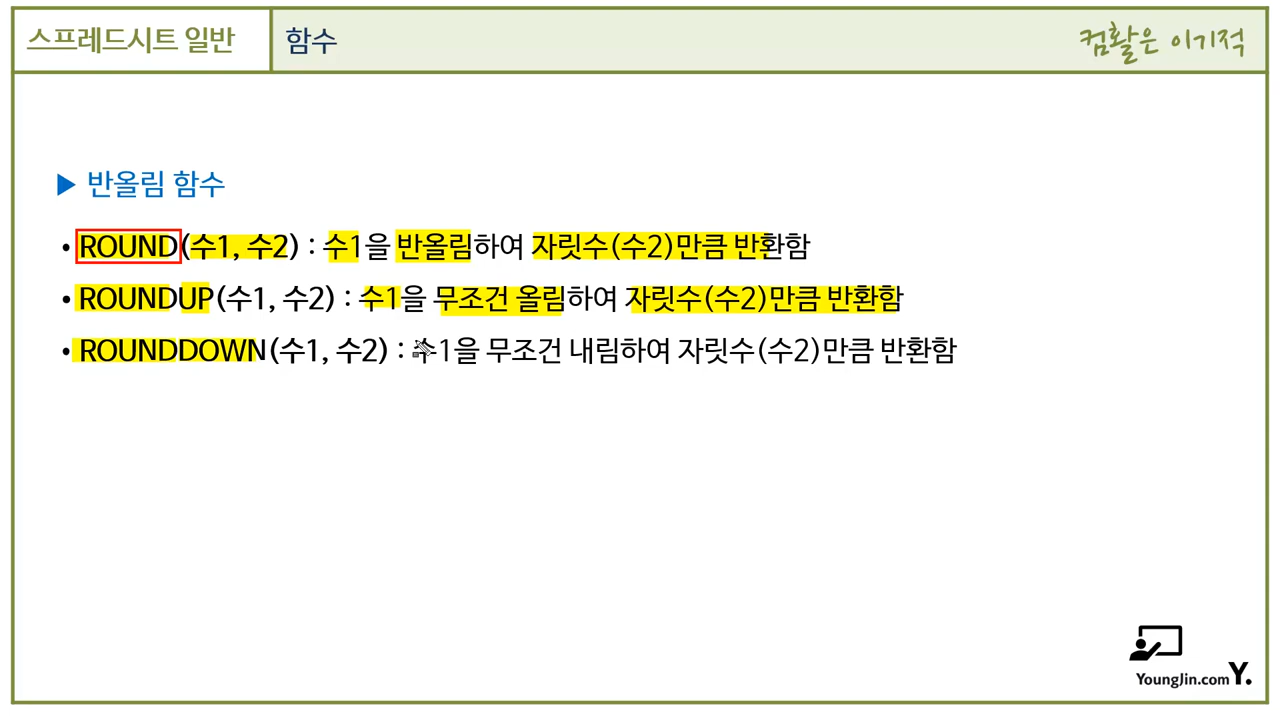 스프레드시트 일반
함수
컴활은 이기적
▶ 반올림 함수
• ROUND(수1, 수2) : 수1을 반올림하여 자릿수(수2)만큼 반환함
• ROUNDUP(수1, 수2) : 수1을 무조건 올림하여 자릿수(수2)만큼 반환함
• ROUNDDOWN(수1, 수2) : 수1을 무조건 내림하여 자릿수(수2)만큼 반환함
YoungJin.com Y.